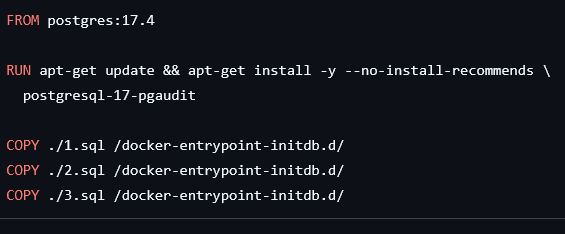 FROM postgres:17.4
RUN apt-get update && apt-get install -y --no-install-recommends \
postgresql-17-pgaudit
COPY ./1.sql /docker-entrypoint-initdb.d/
COPY ./2.sql /docker-entrypoint-initdb.d/
COPY ./3.sql /docker-entrypoint-initdb.d/